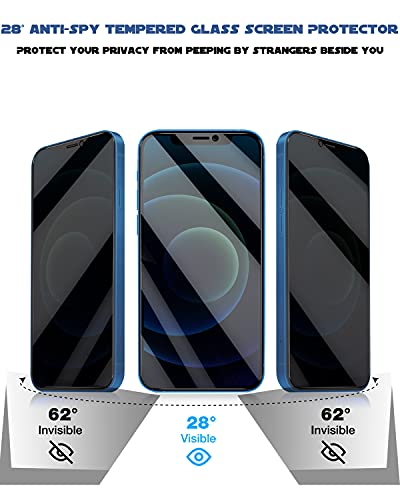 28° ANTI-SPY TEMPERED GLASS SCREEN PROTECTOR
PROTECT YOUR PRIVACY FROM PEEPING BY STRANGERS BESIDE YOU
62°
Invisible
28°
Visible
62°
Invisible